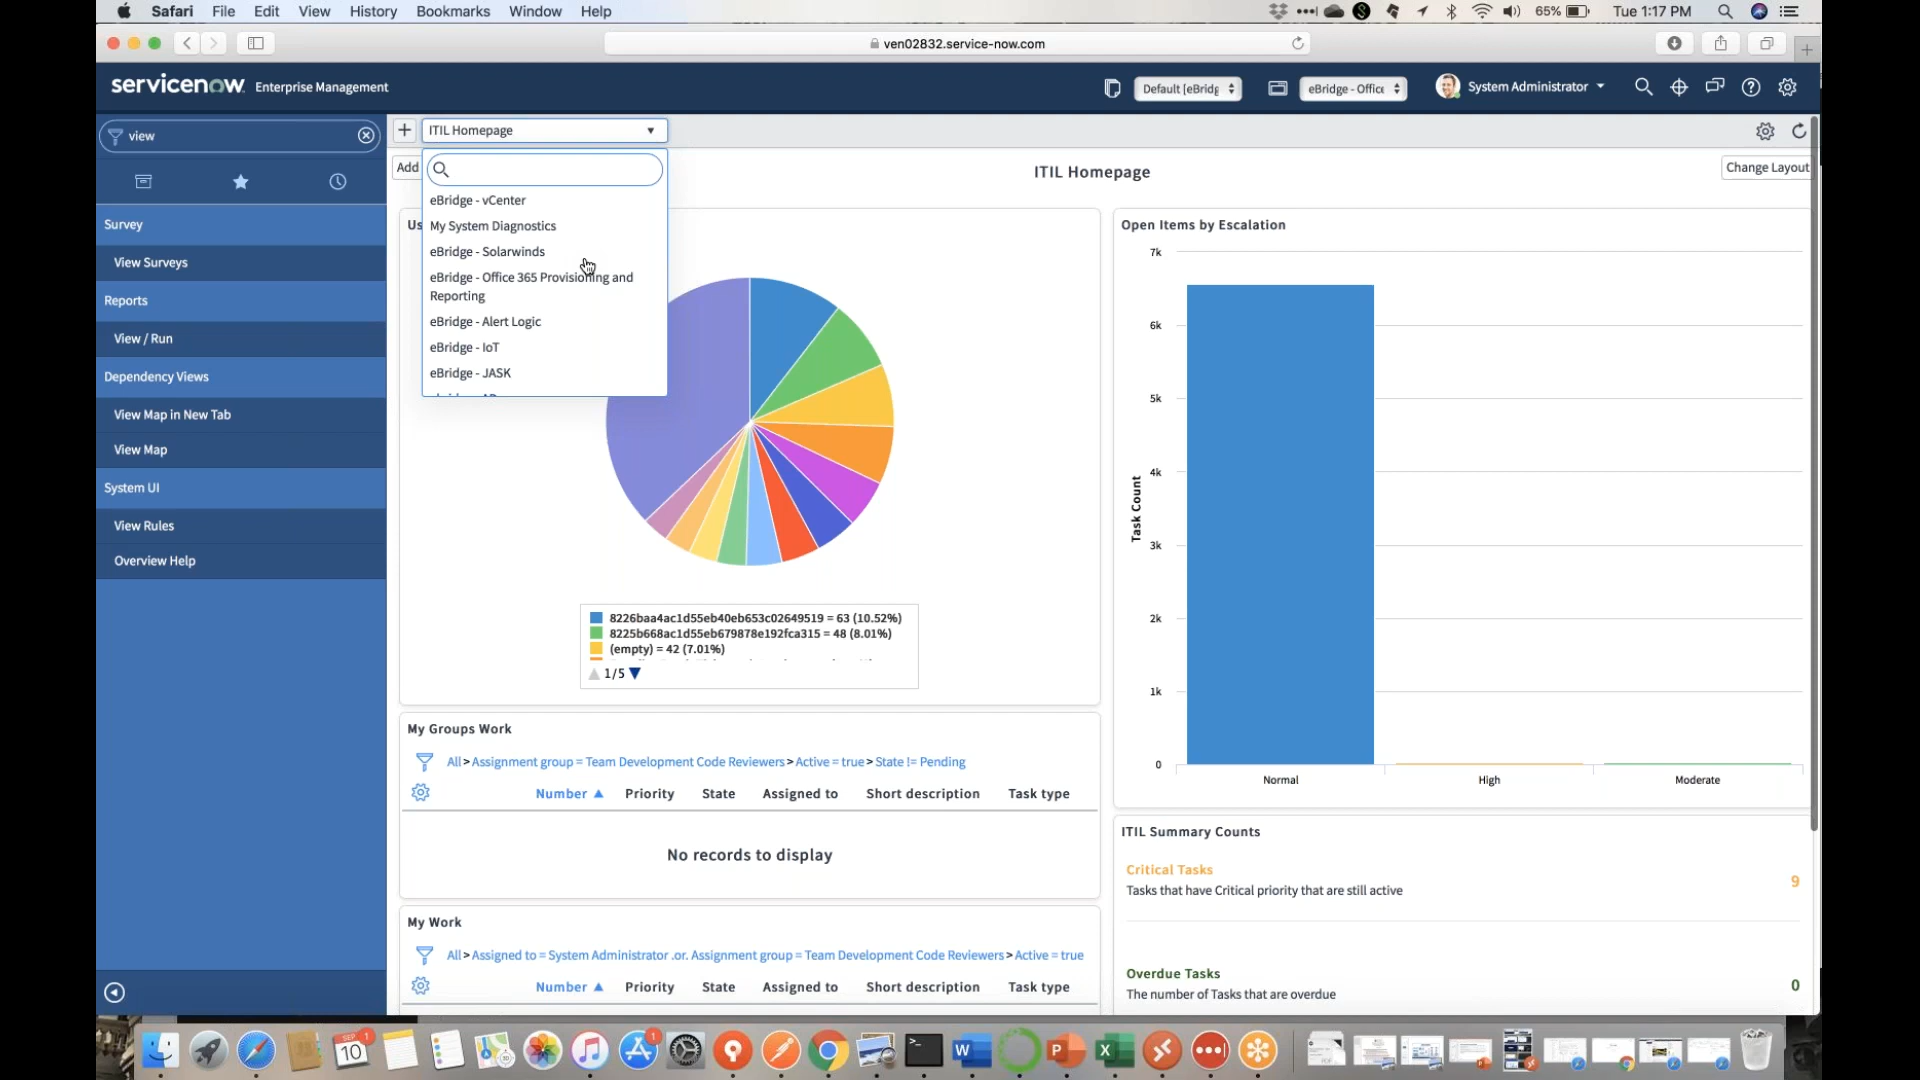 Safari File Edit View History Bookmarks Window Help
65% Tue 1:17 PM
ven02832.service-now.com
servicenow Enterprise Management
Default [eBridg
eBridge - Office
System Administrator
view
Survey
View Surveys
Reports
View / Run
Dependency Views
View Map in New Tab
View Map
System UI
View Rules
Overview Help
ITIL Homepage
Add
ITIL Homepage
Change Layout
eBridge - vCenter
My System Diagnostics
eBridge - Solarwinds
eBridge - Office 365 Provisioning and
Reporting
eBridge - Alert Logic
eBridge - IoT
eBridge - JASK
Us
8226baa4ac1d55eb40eb653c02649519 = 63 (10.52%)
8225b668ac1d55eb679878e192fca315 = 48 (8.01%)
(empty) = 42 (7.01%)
1/5
My Groups Work
All > Assignment group = Team Development Code Reviewers > Active = true > State != Pending
Number Priority State Assigned to Short description Task type
No records to display
My Work
All > Assigned to = System Administrator .or. Assignment group = Team Development Code Reviewers > Active = true
Number Priority State Assigned to Short description Task type
Open Items by Escalation
7k
6k
5k
4k
3k
2k
1k
0
Task Count
Normal High Moderate
ITIL Summary Counts
Critical Tasks
Tasks that have Critical priority that are still active
9
Overdue Tasks
The number of Tasks that are overdue
0
SEP
10
1
1
W
P
X